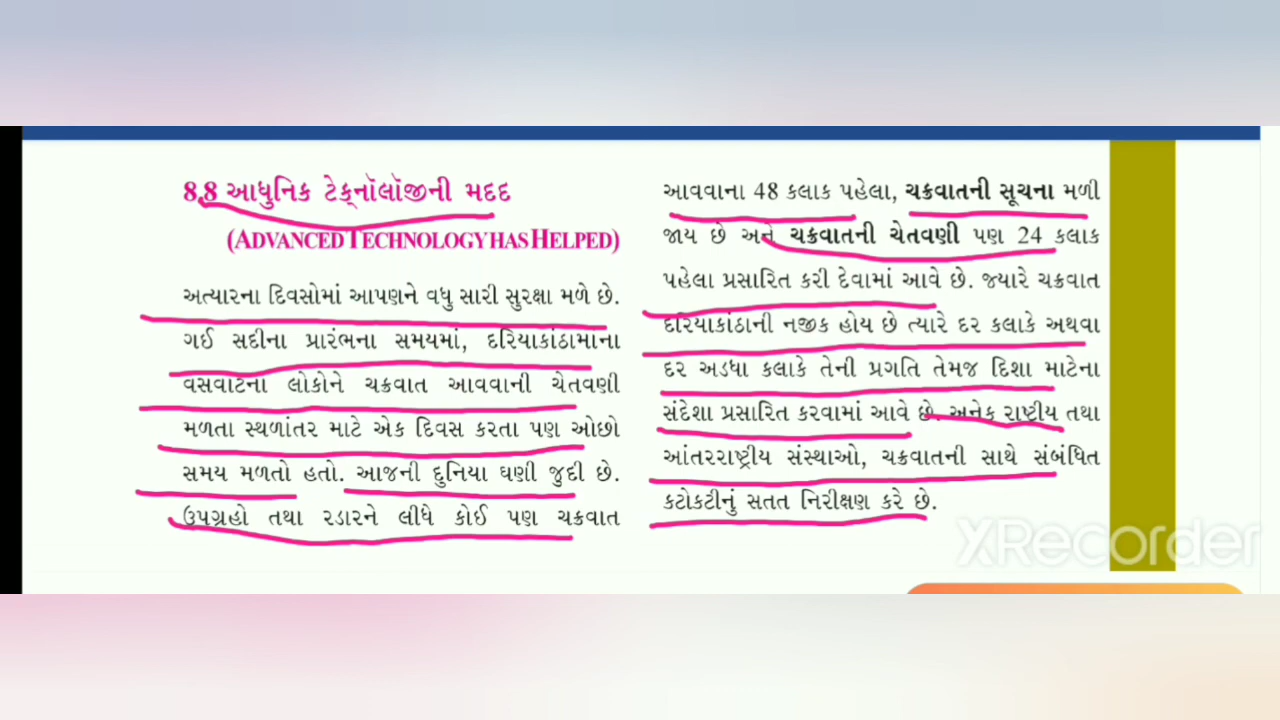 8.8 આધુનિક ટેક્નૉલૉજીની મદદ
(ADVANCED TECHNOLOGY HAS HELPED)
અત્યારના દિવસોમાં આપણને વધુ સારી સુરક્ષા મળે છે.
ગઈ સદીના પ્રારંભના સમયમાં, દરિયાકાંઠામાના
વસવાટના લોકોને ચક્રવાત આવવાની ચેતવણી
મળતા સ્થળાંતર માટે એક દિવસ કરતા પણ ઓછો
સમય મળતો હતો. આજની દુનિયા ઘણી જુદી છે.
ઉપગ્રહો તથા રડારને લીધે કોઈ પણ ચક્રવાત
આવવાના 48 કલાક પહેલા, ચક્રવાતની સૂચના મળી
જાય છે અને ચક્રવાતની ચેતવણી પણ 24 કલાક
પહેલા પ્રસારિત કરી દેવામાં આવે છે. જ્યારે ચક્રવાત
દરિયાકાંઠાની નજીક હોય છે ત્યારે દર કલાકે અથવા
દર અડધા કલાકે તેની પ્રગતિ તેમજ દિશા માટેના
સંદેશા પ્રસારિત કરવામાં આવે છે. અનેક રાષ્ટ્રીય તથા
આંતરરાષ્ટ્રીય સંસ્થાઓ, ચક્રવાતની સાથે સંબંધિત
કટોકટીનું સતત નિરીક્ષણ કરે છે.
XRecorder